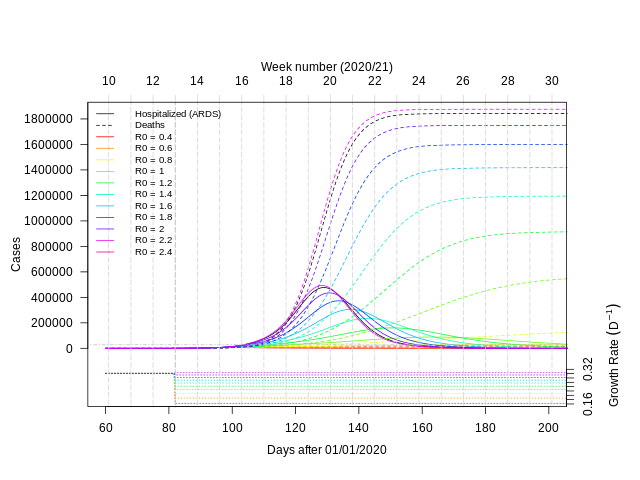 Week number (2020/21)
10 12 14 16 18 20 22 24 26 28 30
Cases
1800000
1600000
1400000
1200000
1000000
800000
600000
400000
200000
0
Hospitalized (ARDS)
Deaths
R0 = 0.4
R0 = 0.6
R0 = 0.8
R0 = 1
R0 = 1.2
R0 = 1.4
R0 = 1.6
R0 = 1.8
R0 = 2
R0 = 2.2
R0 = 2.4
0.32
0.16
Growth Rate (D⁻¹)
60 80 100 120 140 160 180 200
Days after 01/01/2020